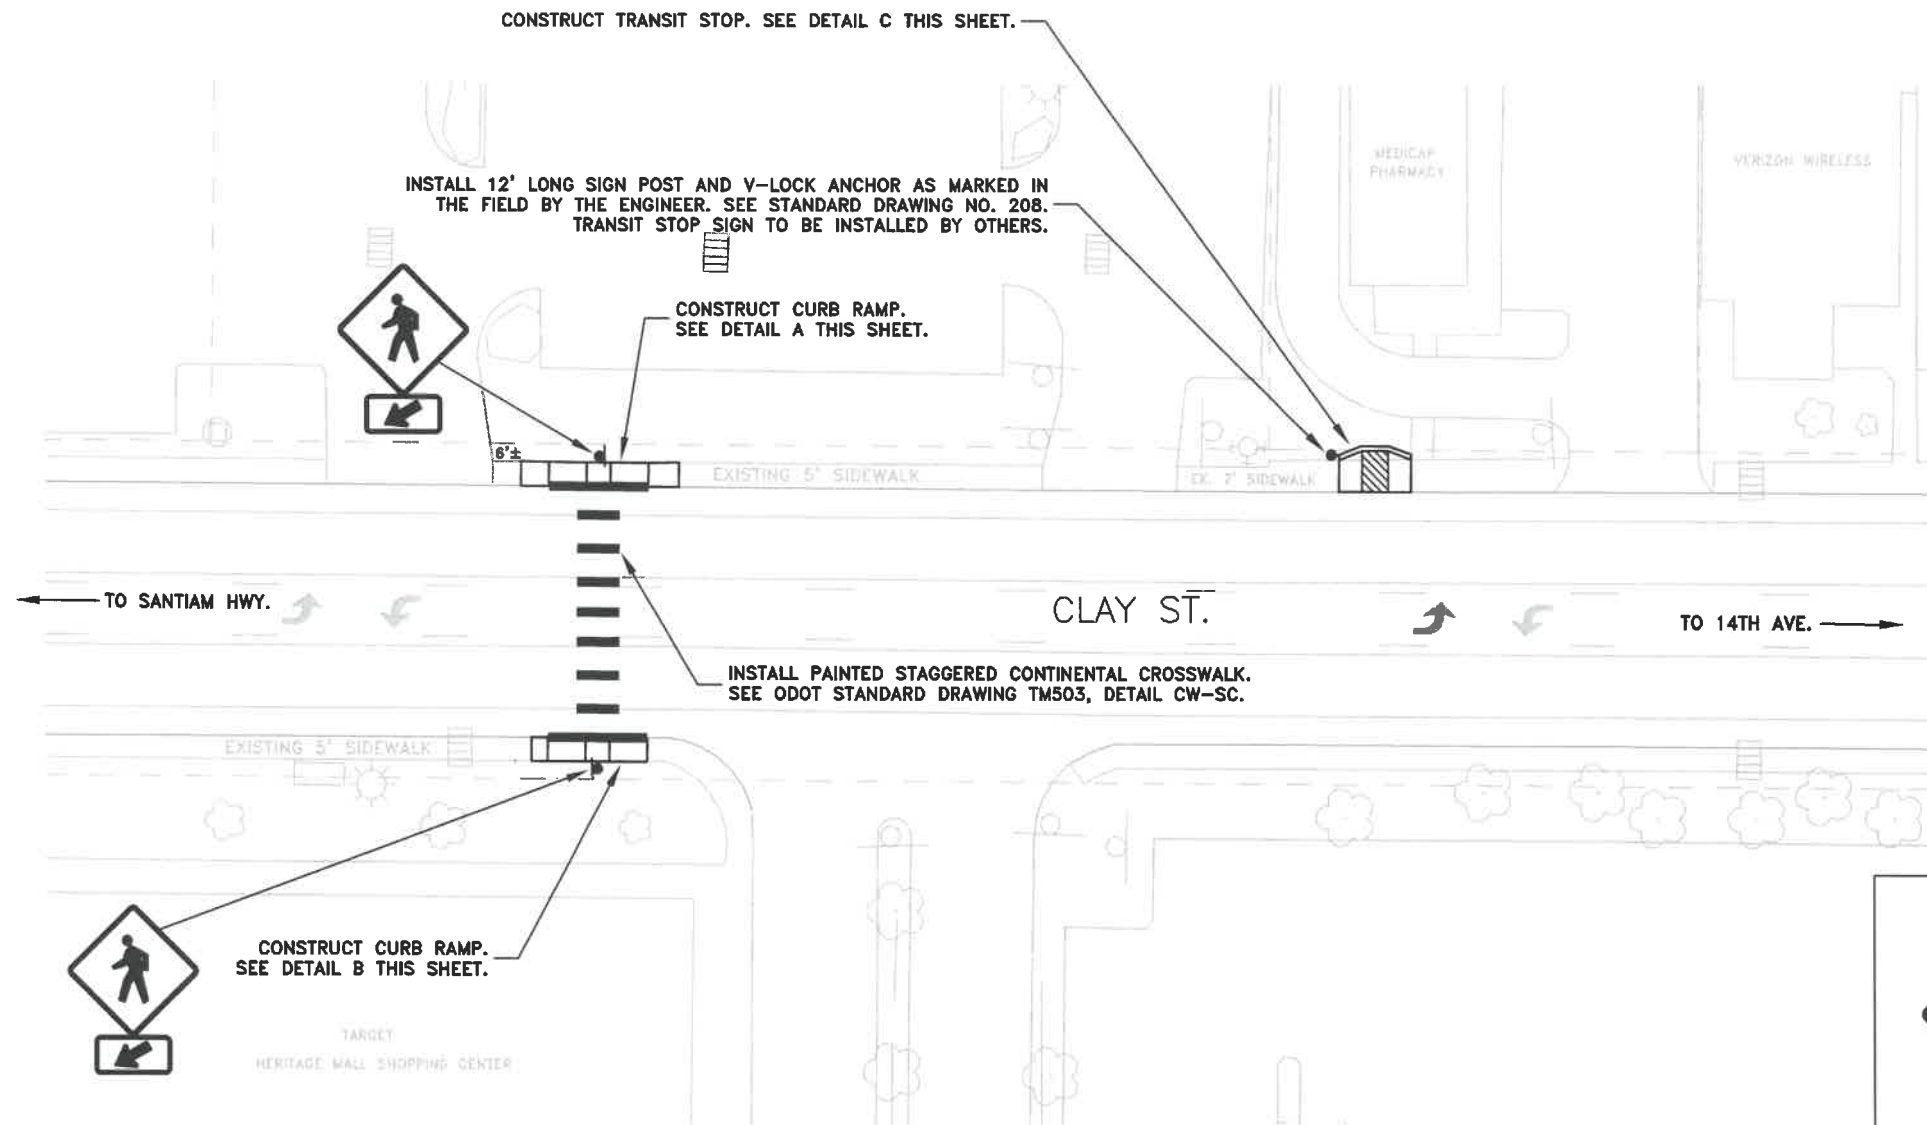 CONSTRUCT TRANSIT STOP. SEE DETAIL C THIS SHEET.
MEDICAP
PHARMACY
VERIZON WIRELESS
INSTALL 12' LONG SIGN POST AND V-LOCK ANCHOR AS MARKED IN
THE FIELD BY THE ENGINEER. SEE STANDARD DRAWING NO. 208.
TRANSIT STOP SIGN TO BE INSTALLED BY OTHERS.
CONSTRUCT CURB RAMP.
SEE DETAIL A THIS SHEET.
6'±
EXISTING 5' SIDEWALK
EX. 7' SIDEWALK
TO SANTIAM HWY.
CLAY ST.
TO 14TH AVE.
INSTALL PAINTED STAGGERED CONTINENTAL CROSSWALK.
SEE ODOT STANDARD DRAWING TM503, DETAIL CW-SC.
EXISTING 5' SIDEWALK
CONSTRUCT CURB RAMP.
SEE DETAIL B THIS SHEET.
TARGET
HERITAGE MALL SHOPPING CENTER